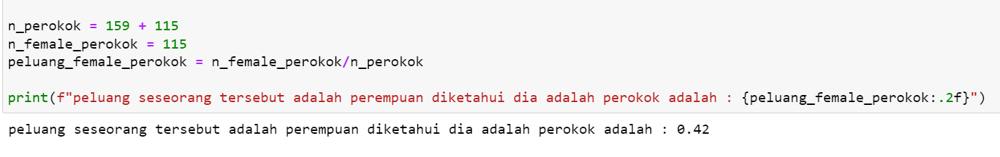 n_perokok = 159 + 115
n_female_perokok = 115
peluang_female_perokok = n_female_perokok/n_perokok
print(f"peluang seseorang tersebut adalah perempuan diketahui dia adalah perokok adalah : {peluang_female_perokok:.2f}")
peluang seseorang tersebut adalah perempuan diketahui dia adalah perokok adalah : 0.42